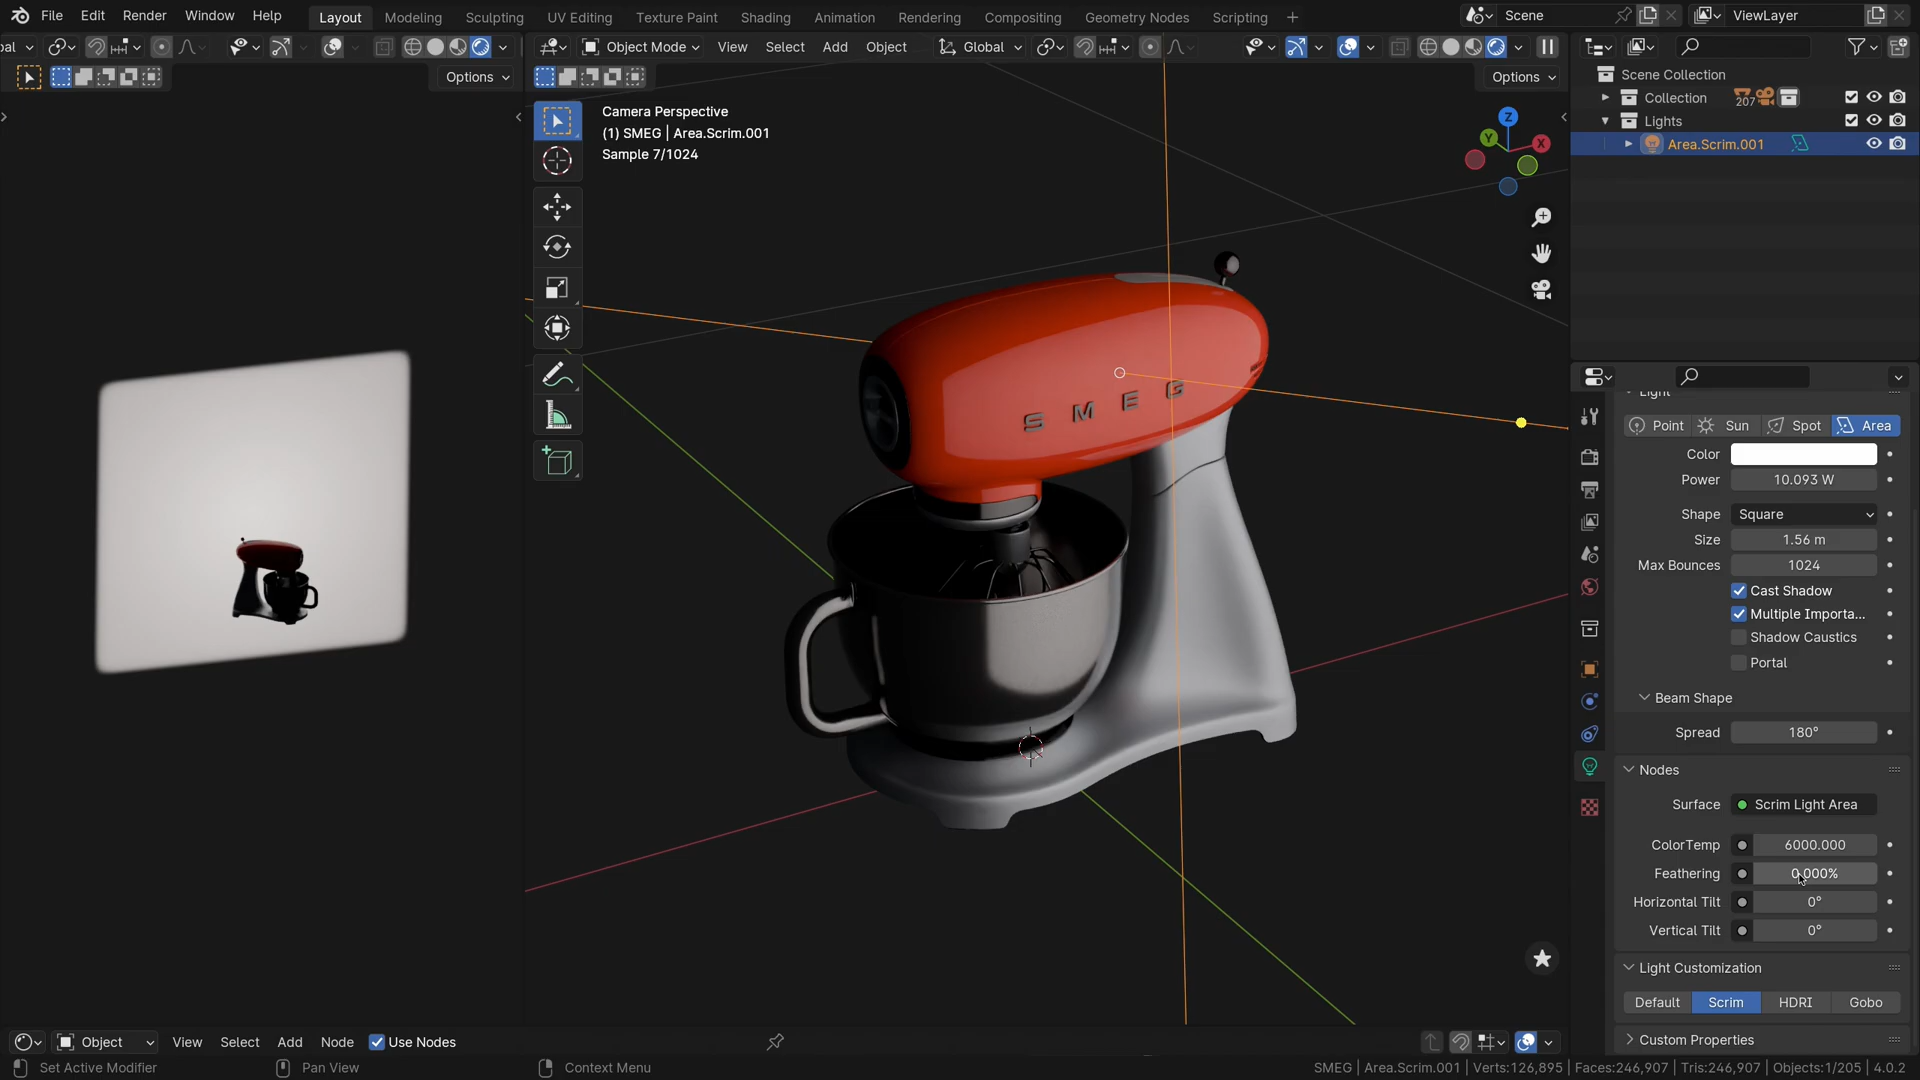 File Edit Render Window Help Layout Modeling Sculpting UV Editing Texture Paint Shading Animation Rendering Compositing Geometry Nodes Scripting + Scene ViewLayer
Object Mode View Select Add Object Global
Options
Options
Camera Perspective
(1) SMEG | Area.Scrim.001
Sample 7/1024
Z
Y
X
SMEG
Scene Collection
Collection 207
Lights
Area.Scrim.001
Light
Point Sun Spot Area
Color
Power 10.093 W
Shape Square
Size 1.56 m
Max Bounces 1024
Cast Shadow
Multiple Importa...
Shadow Caustics
Portal
Beam Shape
Spread 180°
Nodes
Surface Scrim Light Area
ColorTemp 6000.000
Feathering 0.000%
Horizontal Tilt 0°
Vertical Tilt 0°
Light Customization
Default Scrim HDRI Gobo
Custom Properties
Object View Select Add Node Use Nodes
Set Active Modifier Pan View Context Menu SMEG | Area.Scrim.001 | Verts:126,895 | Faces:246,907 | Tris:246,907 | Objects:1/205 | 4.0.2